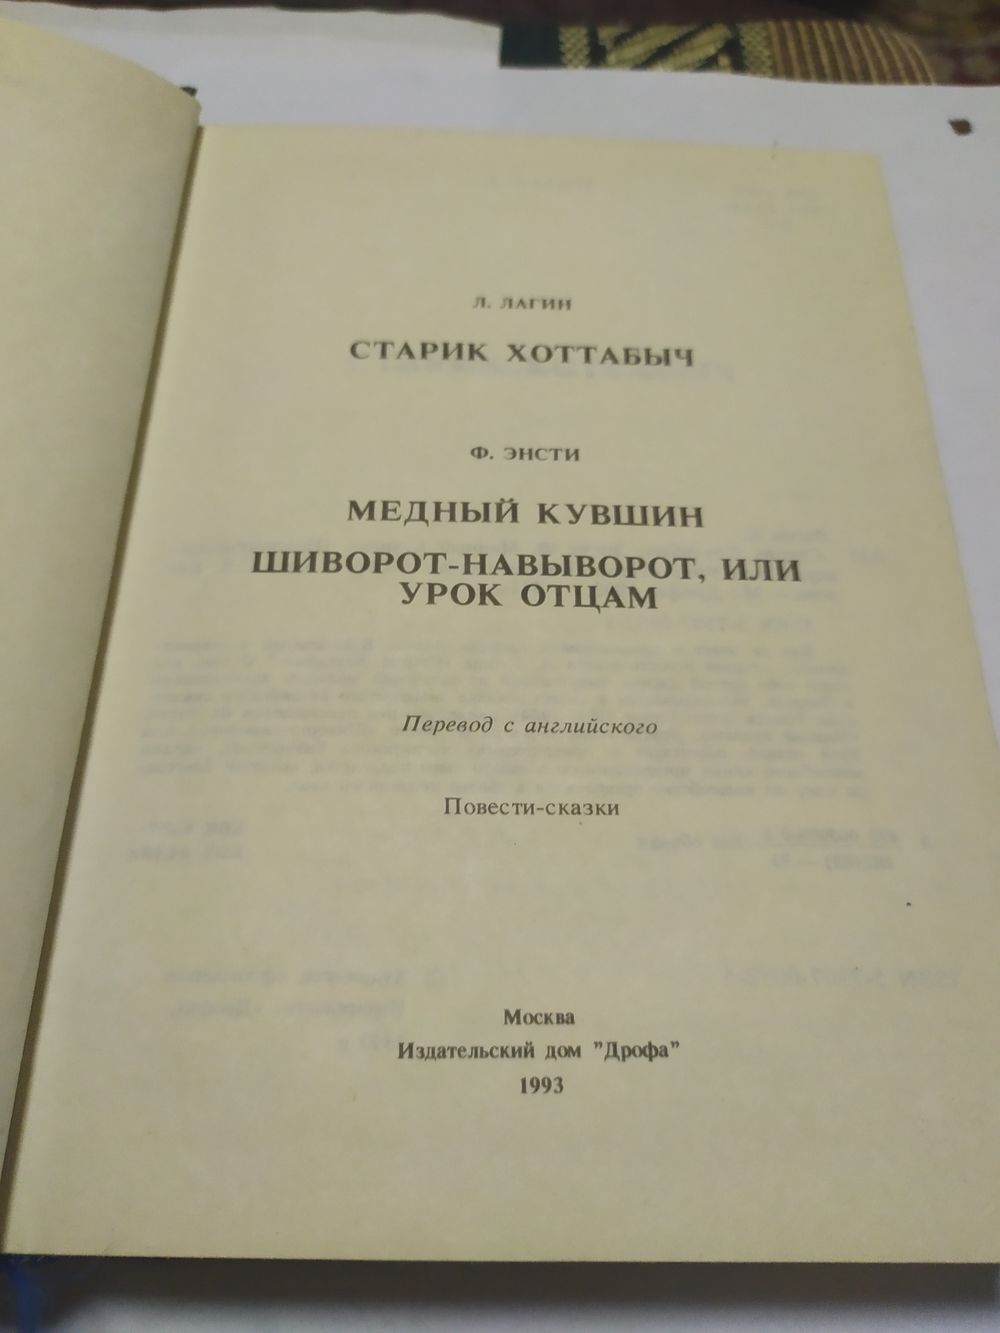 Л. ЛАГИН
СТАРИК ХОТТАБЫЧ
Ф. ЭНСТИ
МЕДНЫЙ КУВШИН
ШИВОРОТ-НАВЫВОРОТ, ИЛИ
УРОК ОТЦАМ
Перевод с английского
Повести-сказки
Москва
Издательский дом "Дрофа"
1993